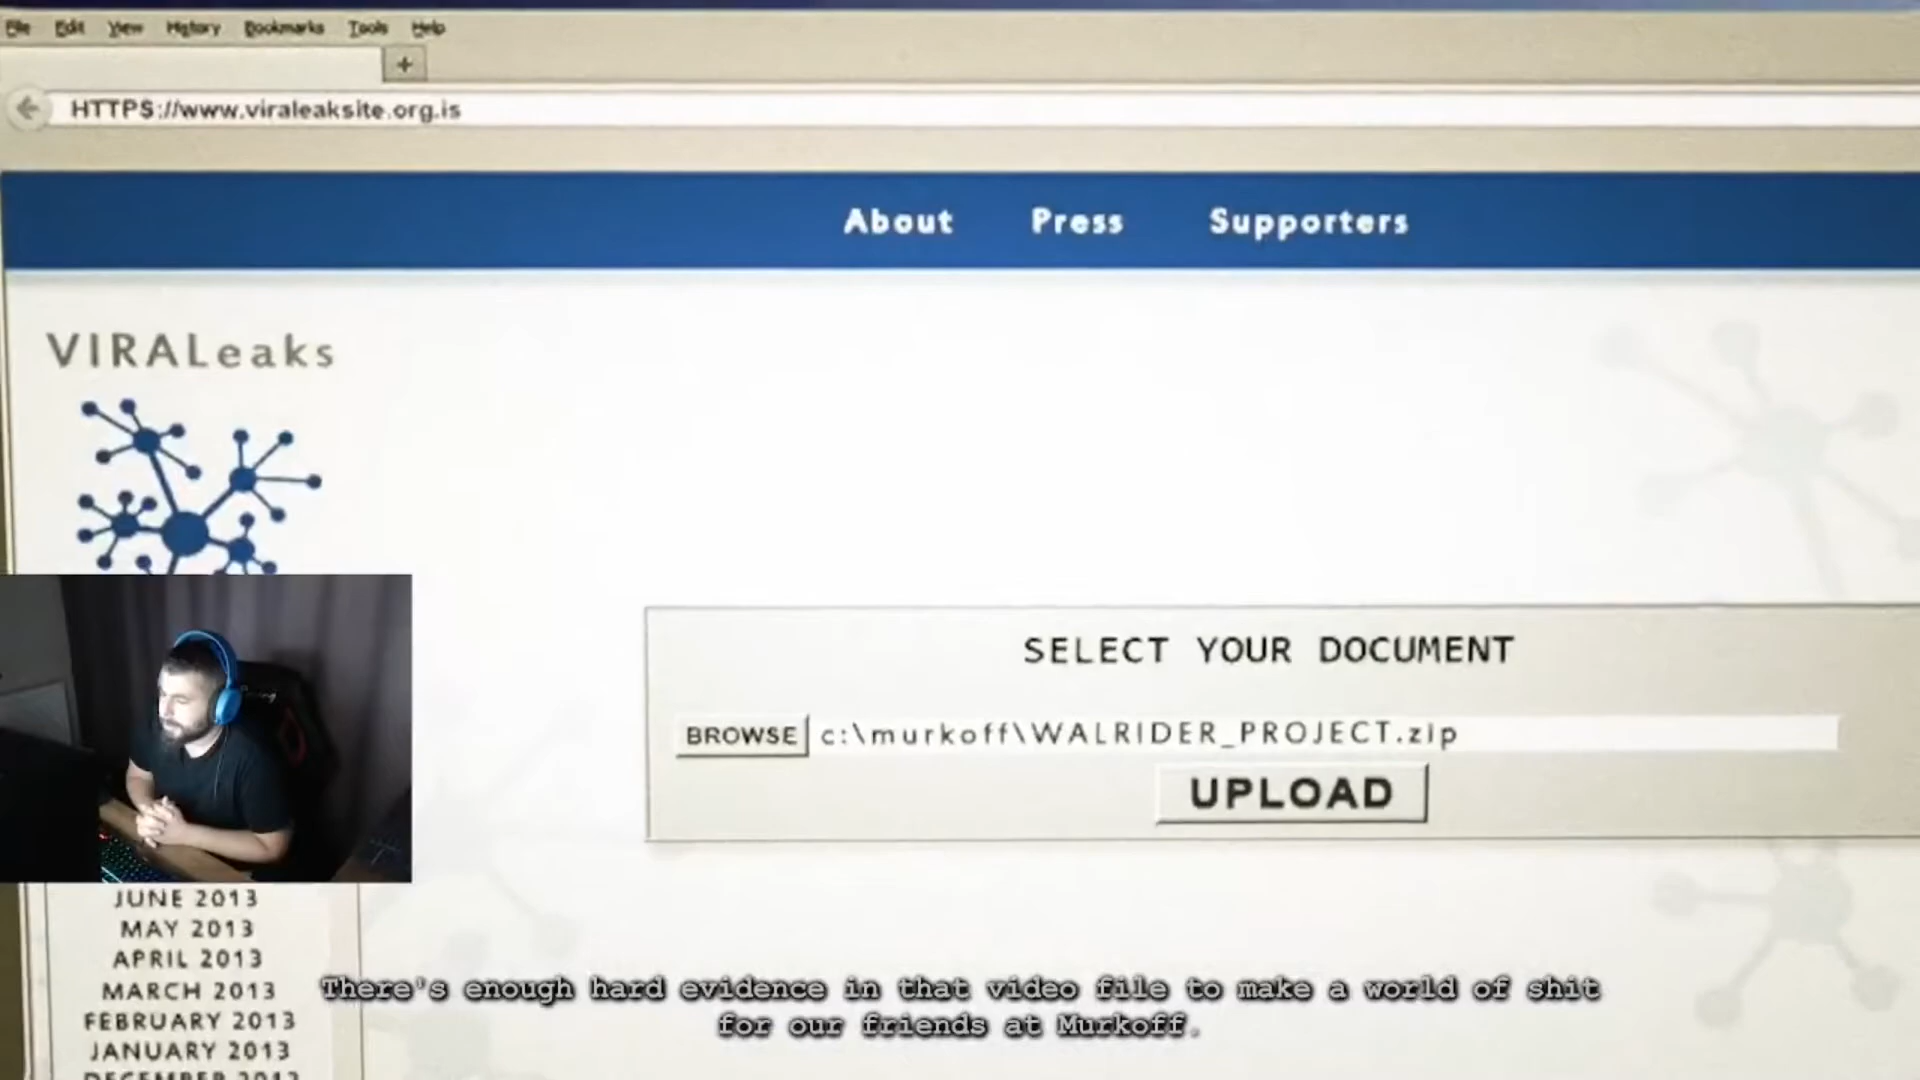 File Edit View History Bookmarks Tools Help
+
HTTPS://www.viraleaksite.org.is
About Press Supporters
VIRALeaks
SELECT YOUR DOCUMENT
BROWSE c:\murkoff\WALRIDER_PROJECT.zip
UPLOAD
JUNE 2013
MAY 2013
APRIL 2013
MARCH 2013
FEBRUARY 2013
JANUARY 2013
DECEMBER 2012
There's enough hard evidence in that video file to make a world of shit
for our friends at Murkoff.